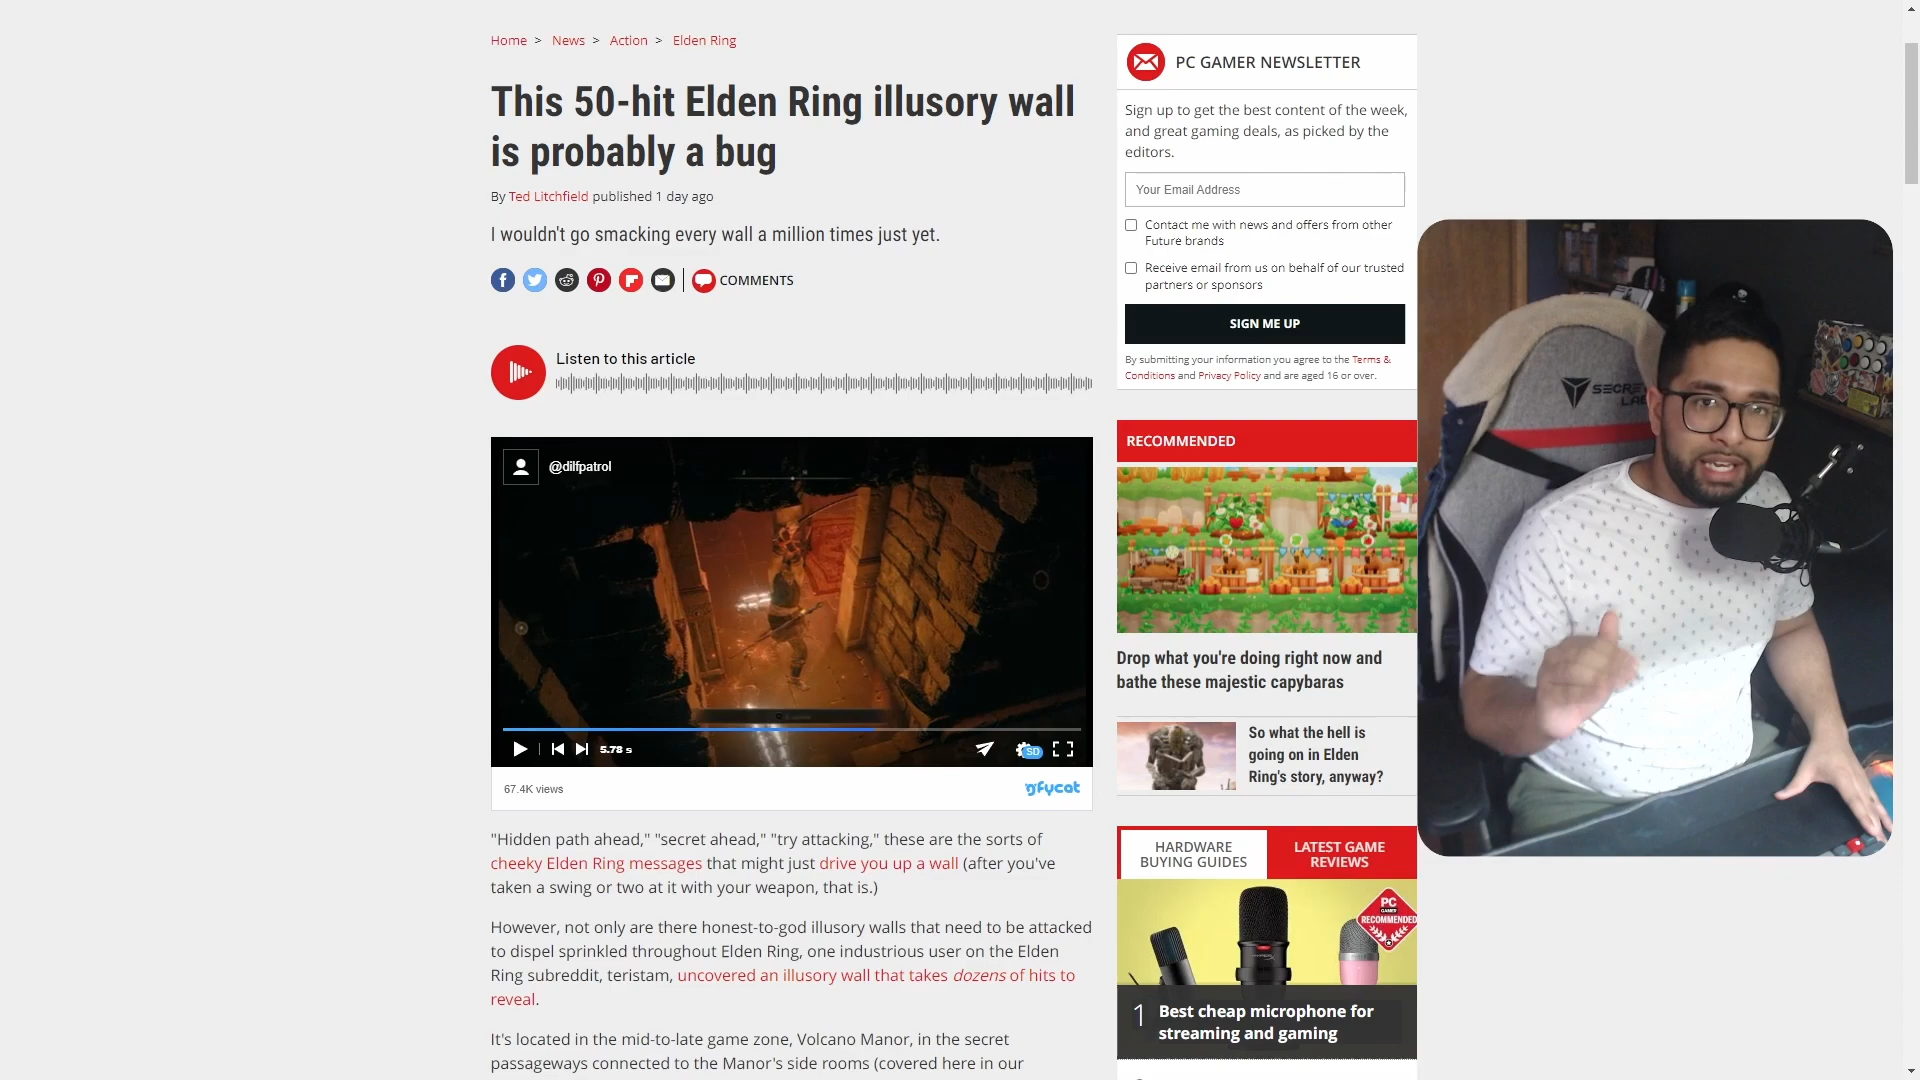 Home > News > Action > Elden Ring
This 50-hit Elden Ring illusory wall
is probably a bug
By Ted Litchfield published 1 day ago
I wouldn't go smacking every wall a million times just yet.
COMMENTS
Listen to this article
@dilfpatrol
5.78 s
SD
67.4K views
gfycat
"Hidden path ahead," "secret ahead," "try attacking," these are the sorts of
cheeky Elden Ring messages that might just drive you up a wall (after you've
taken a swing or two at it with your weapon, that is.)
However, not only are there honest-to-god illusory walls that need to be attacked
to dispel sprinkled throughout Elden Ring, one industrious user on the Elden
Ring subreddit, teristam, uncovered an illusory wall that takes dozens of hits to
reveal.
It's located in the mid-to-late game zone, Volcano Manor, in the secret
passageways connected to the Manor's side rooms (covered here in our
PC GAMER NEWSLETTER
Sign up to get the best content of the week,
and great gaming deals, as picked by the
editors.
Your Email Address
Contact me with news and offers from other
Future brands
Receive email from us on behalf of our trusted
partners or sponsors
SIGN ME UP
By submitting your information you agree to the Terms &
Conditions and Privacy Policy and are aged 16 or over.
RECOMMENDED
Drop what you're doing right now and
bathe these majestic capybaras
So what the hell is
going on in Elden
Ring's story, anyway?
HARDWARE
BUYING GUIDES
LATEST GAME
REVIEWS
PC
GAMER
RECOMMENDED
1 Best cheap microphone for
streaming and gaming